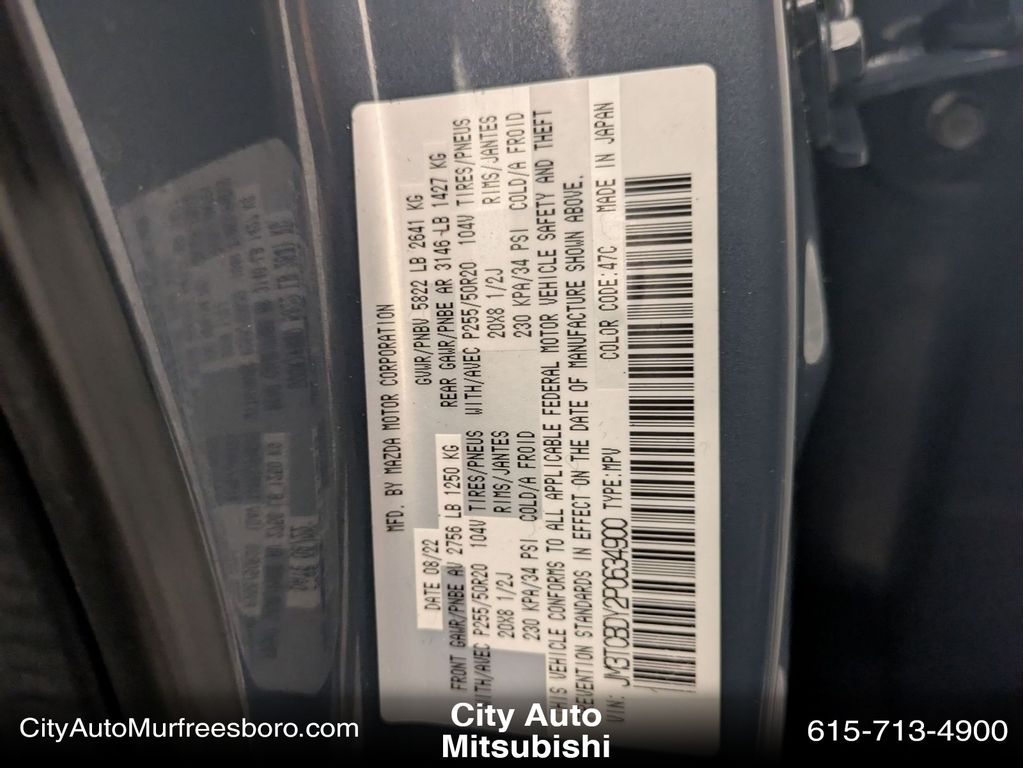 MFD. BY MAZDA MOTOR CORPORATION
DATE 08/22 GVWR/PNBV 5822 LB 2641 KG
FRONT GAWR/PNBE AV 2756 LB 1250 KG REAR GAWR/PNBE AR 3146 LB 1427 KG
WITH/AVEC P255/50R20 104V TIRES/PNEUS WITH/AVEC P255/50R20 104V TIRES/PNEUS
20X8 1/2J RIMS/JANTES 20X8 1/2J RIMS/JANTES
230 KPA/34 PSI COLD/A FROID 230 KPA/34 PSI COLD/A FROID
THIS VEHICLE CONFORMS TO ALL APPLICABLE FEDERAL MOTOR VEHICLE SAFETY AND THEFT
PREVENTION STANDARDS IN EFFECT ON THE DATE OF MANUFACTURE SHOWN ABOVE.
VIN: JM3TCBDY2P0634900 TYPE:MPV COLOR CODE:47C MADE IN JAPAN
CityAutoMurfreesboro.com
City Auto
Mitsubishi
615-713-4900